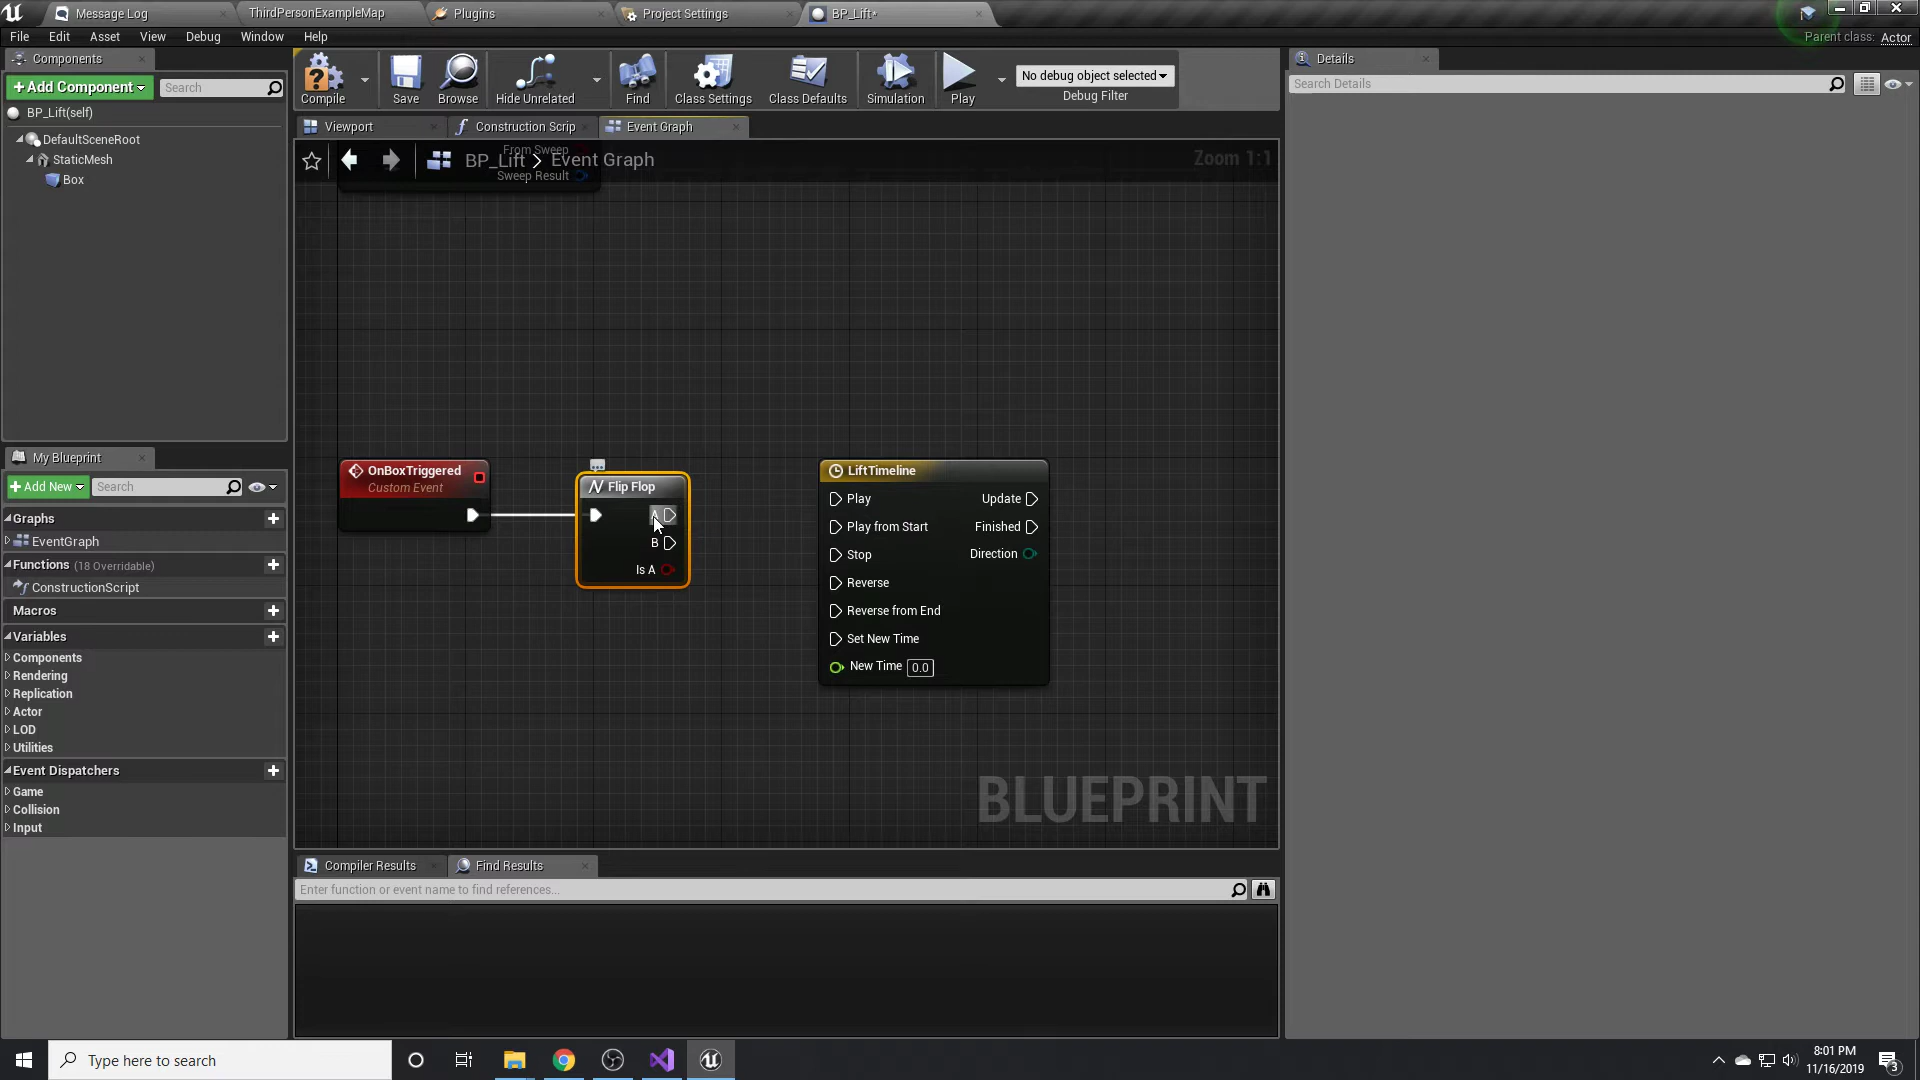 Message Log
ThirdPersonExampleMap
Plugins
Project Settings
BP_Lift*
File Edit Asset View Debug Window Help
Parent class: Actor
Components
+Add Component
Search
BP_Lift(self)
DefaultSceneRoot
StaticMesh
Box
Compile
Save
Browse
Hide Unrelated
Find
Class Settings
Class Defaults
Simulation
Play
No debug object selected
Debug Filter
Details
Search Details
Viewport
Construction Scrip
Event Graph
From Sweep
BP_Lift > Event Graph
Zoom 1:1
Sweep Result
OnBoxTriggered
Custom Event
Flip Flop
A
B
Is A
LiftTimeline
Play
Update
Play from Start
Finished
Stop
Direction
Reverse
Reverse from End
Set New Time
New Time 0.0
BLUEPRINT
My Blueprint
+Add New
Search
Graphs
EventGraph
Functions (18 Overridable)
ConstructionScript
Macros
Variables
Components
Rendering
Replication
Actor
LOD
Utilities
Event Dispatchers
Game
Collision
Input
Compiler Results
Find Results
Enter function or event name to find references...
Type here to search
8:01 PM
11/16/2019
3